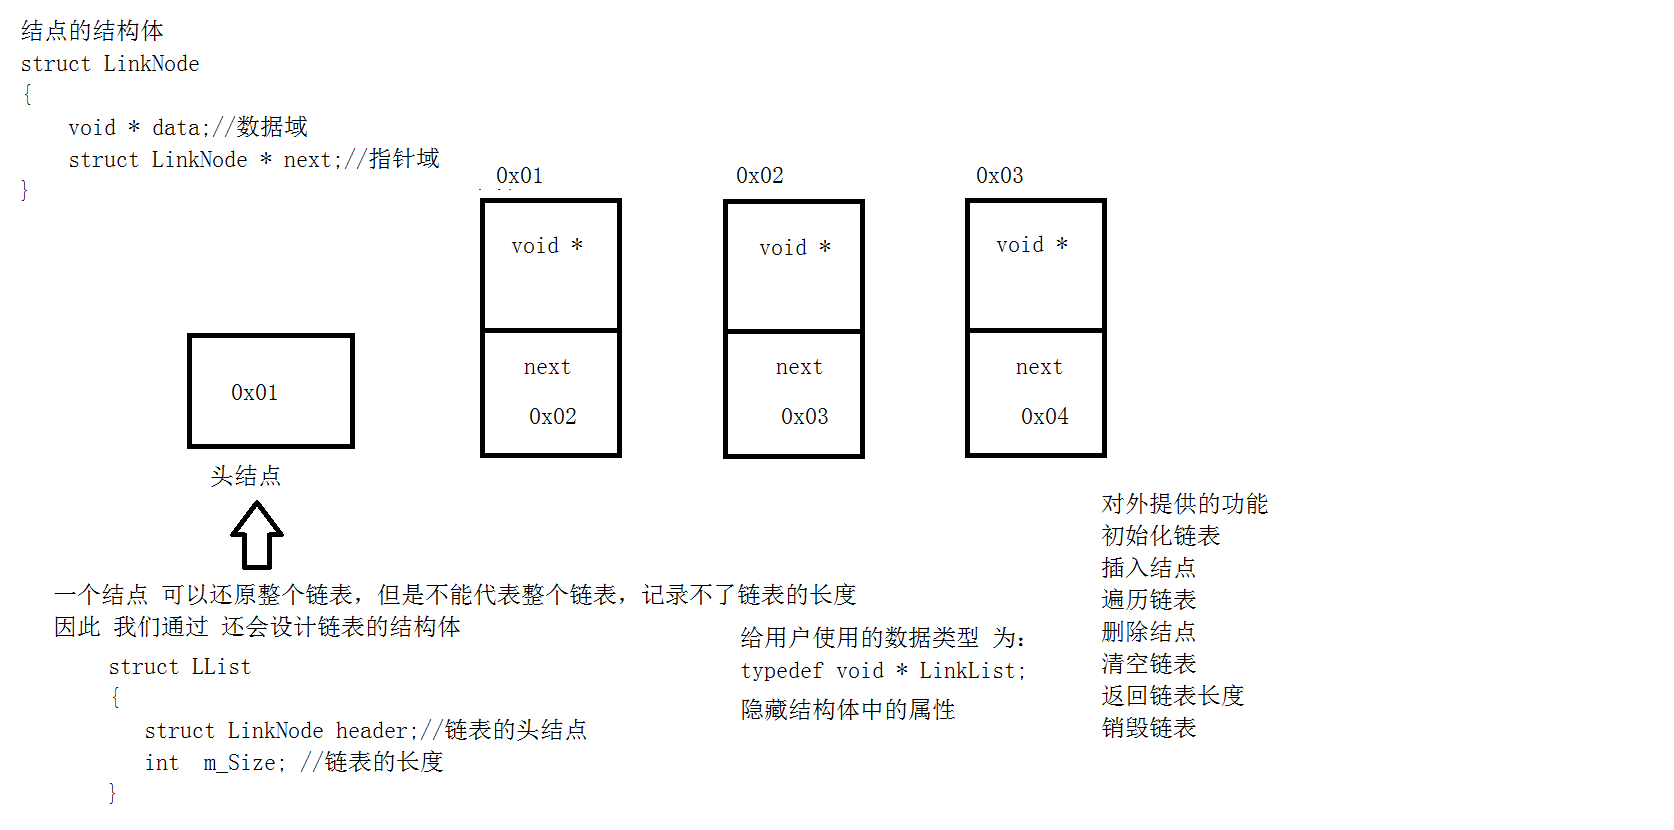 结点的结构体
struct LinkNode
{
void * data;//数据域
struct LinkNode * next;//指针域
}
0x01
0x02
0x03
void *
void *
void *
next
next
next
0x02
0x03
0x04
0x01
头结点
一个结点 可以还原整个链表，但是不能代表整个链表，记录不了链表的长度
因此 我们通过 还会设计链表的结构体
struct LList
{
struct LinkNode header;//链表的头结点
int m_Size; //链表的长度
}
给用户使用的数据类型 为：
typedef void * LinkList;
隐藏结构体中的属性
对外提供的功能
初始化链表
插入结点
遍历链表
删除结点
清空链表
返回链表长度
销毁链表